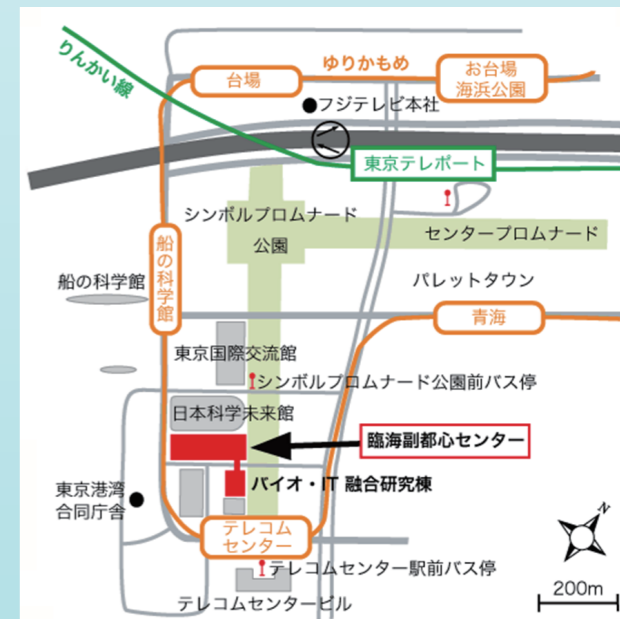 りんかい線
ゆりかもめ
台場
お台場
海浜公園
フジテレビ本社
東京テレポート
シンボルプロムナード
公園
センタープロムナード
船の科学館
船の科学館
パレットタウン
青海
東京国際交流館
シンボルプロムナード公園前バス停
日本科学未来館
臨海副都心センター
バイオ・IT 融合研究棟
東京港湾
合同庁舎
テレコム
センター
N
テレコムセンター駅前バス停
200m
テレコムセンタービル